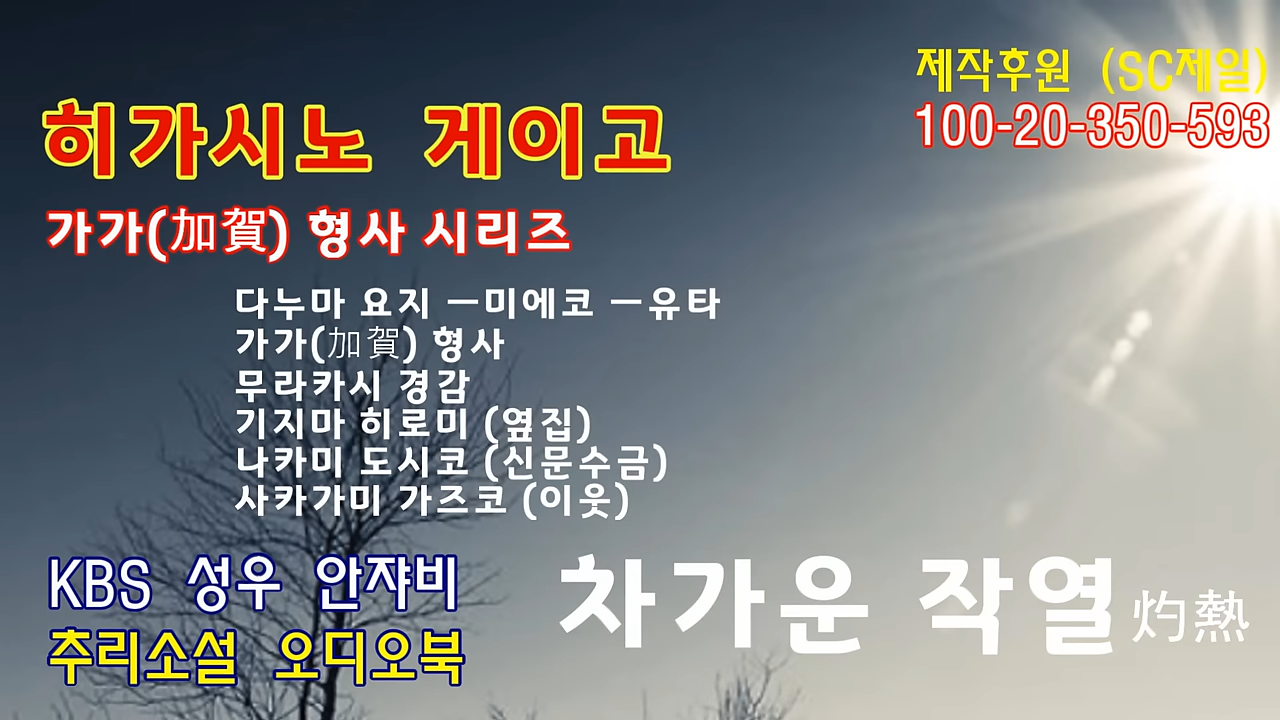 제작후원 (SC제일)
100-20-350-593
히가시노 게이고
가가(加賀) 형사 시리즈
다누마 요지 ㅡ미에코 ㅡ유타
가가(加賀) 형사
무라카시 경감
기지마 히로미 (옆집)
나카미 도시코 (신문수금)
사카가미 가즈코 (이웃)
KBS 성우 안쟈비
추리소설 오디오북
차가운 작열灼熱